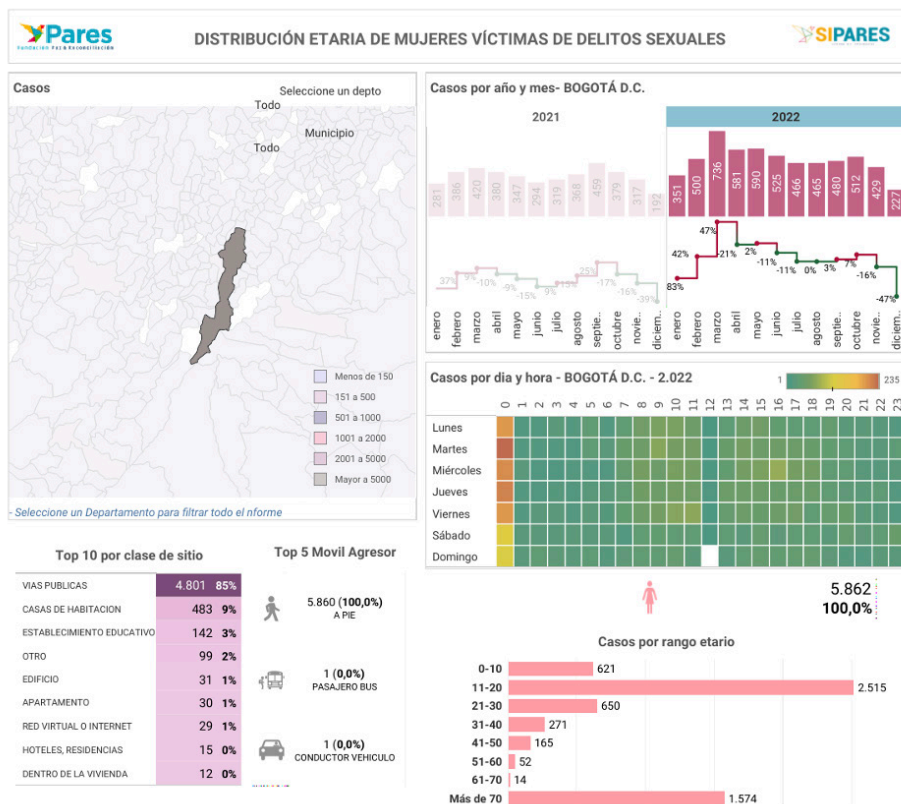 Pares
Fundación Paz & Reconciliación
DISTRIBUCIÓN ETARIA DE MUJERES VÍCTIMAS DE DELITOS SEXUALES
SIPARES
Casos
Seleccione un depto
Todo
Municipio
Todo
Menos de 150
151 a 500
501 a 1000
1001 a 2000
2001 a 5000
Mayor a 5000
- Seleccione un Departamento para filtrar todo el nforme
Casos por año y mes- BOGOTÁ D.C.
2021
2022
281 386 420 380 347 294 319 368 459 379 317 192
351 500 736 581 590 525 466 465 480 512 429 227
37% 9% -10% -9% -15% 9% 15% 25% -17% -16% -39%
83% 42% 47% -21% 2% -11% -11% 0% 3% 7% -16% -47%
enero febrero marzo abril mayo junio julio agosto septie.. octubre novie.. diciem..
enero febrero marzo abril mayo junio julio agosto septie.. octubre novie.. diciem..
Casos por dia y hora - BOGOTÁ D.C. - 2.022
1 235
0 1 2 3 4 5 6 7 8 9 10 11 12 13 14 15 16 17 18 19 20 21 22 23
Lunes
Martes
Miércoles
Jueves
Viernes
Sábado
Domingo
Top 10 por clase de sitio
VIAS PUBLICAS 4.801 85%
CASAS DE HABITACION 483 9%
ESTABLECIMIENTO EDUCATIVO 142 3%
OTRO 99 2%
EDIFICIO 31 1%
APARTAMENTO 30 1%
RED VIRTUAL O INTERNET 29 1%
HOTELES, RESIDENCIAS 15 0%
DENTRO DE LA VIVIENDA 12 0%
Top 5 Movil Agresor
5.860 (100,0%)
A PIE
1 (0,0%)
PASAJERO BUS
1 (0,0%)
CONDUCTOR VEHICULO
5.862
100,0%
Casos por rango etario
0-10 621
11-20 2.515
21-30 650
31-40 271
41-50 165
51-60 52
61-70 14
Más de 70 1.574